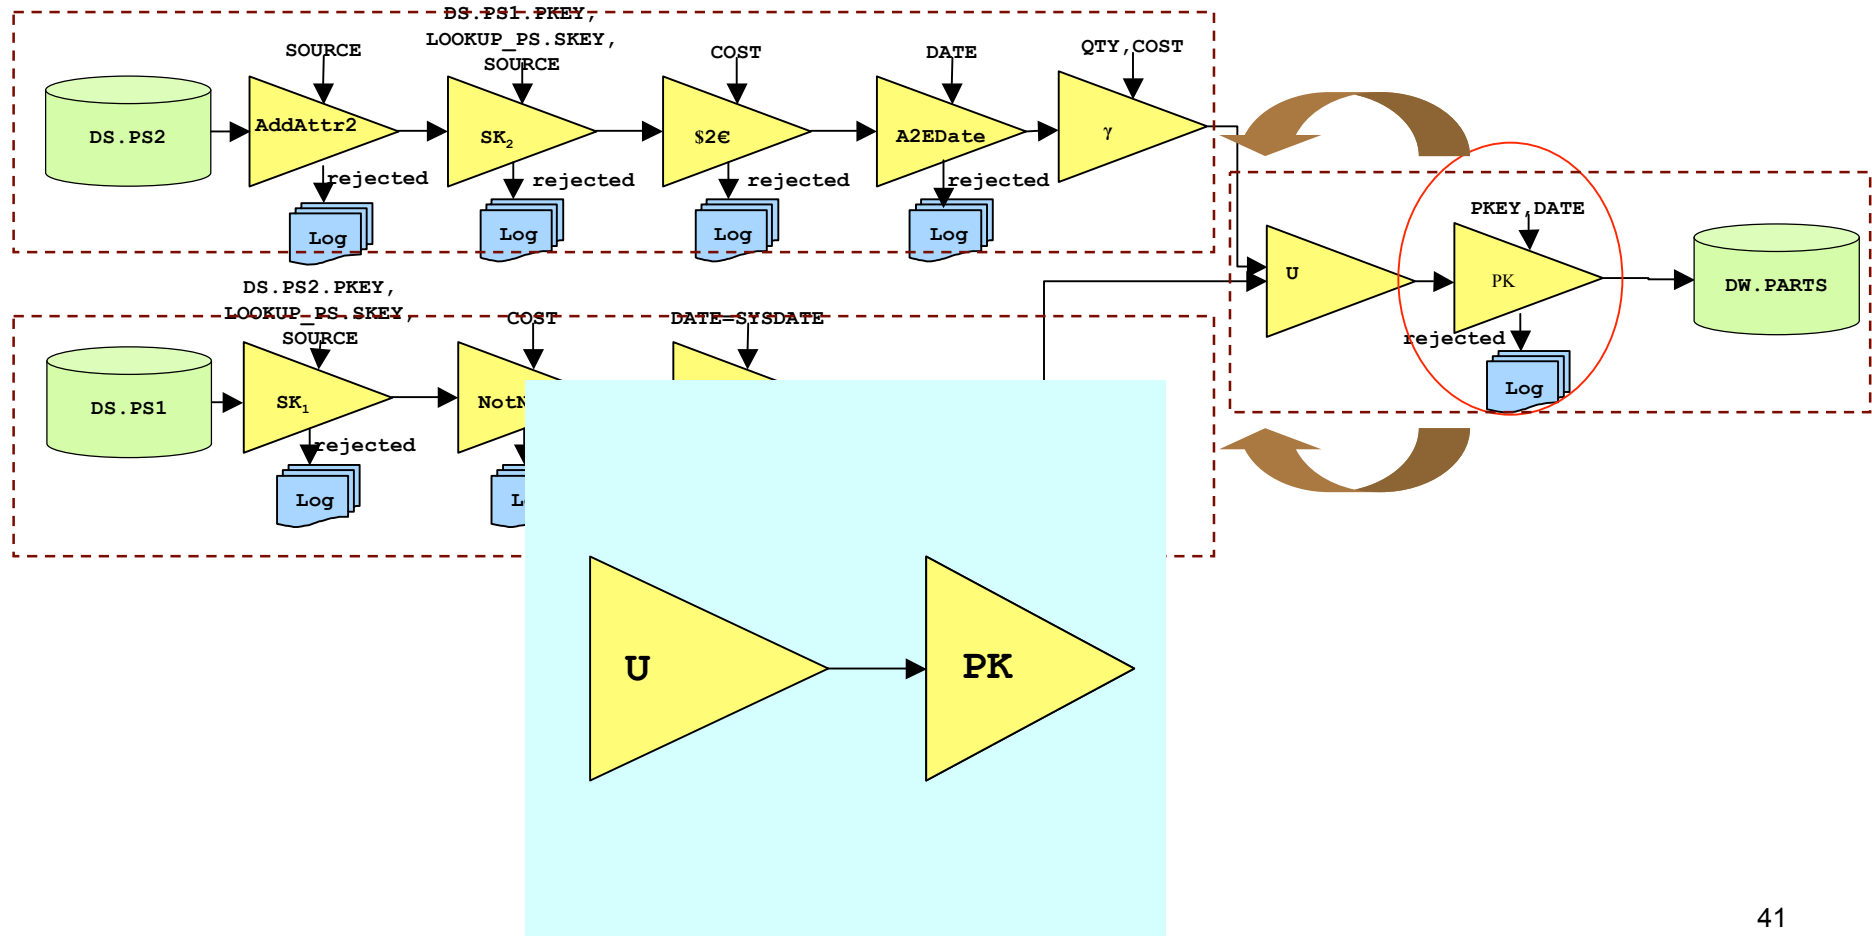 DS.PS1.PKEY,
LOOKUP_PS.SKEY,
SOURCE
SOURCE
COST
DATE
QTY,COST
DS.PS2
AddAttr2
SK2
$2€
A2EDate
γ
rejected
rejected
rejected
rejected
Log
Log
Log
Log
PKEY,DATE
U
PK
DW.PARTS
rejected
Log
DS.PS2.PKEY,
LOOKUP_PS.SKEY,
SOURCE
COST
DATE=SYSDATE
DS.PS1
SK1
rejected
Log
U
PK
41